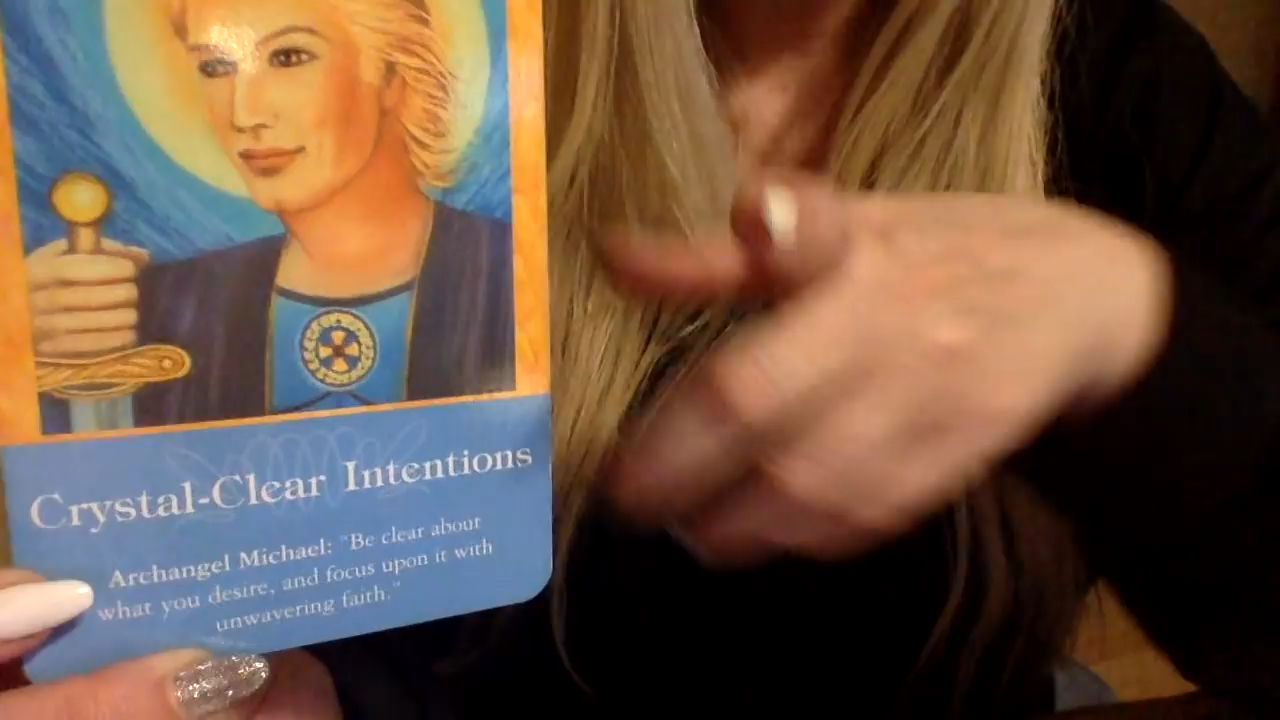 Crystal-Clear Intentions
Archangel Michael: "Be clear about
what you desire, and focus upon it with
unwavering faith."